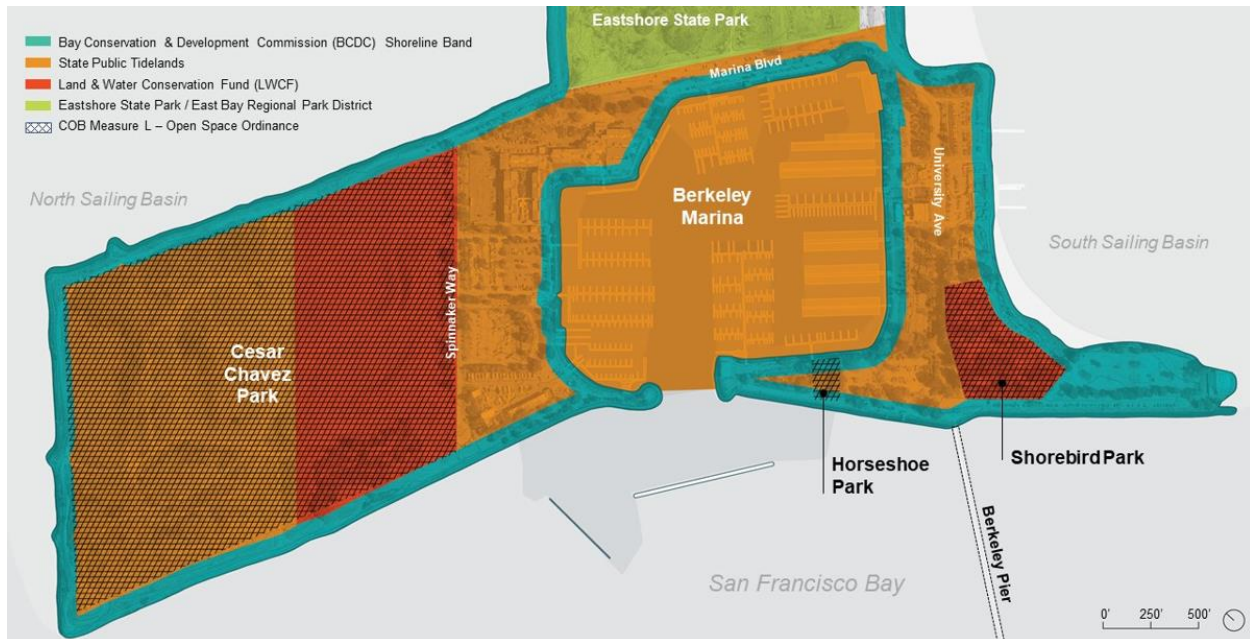 Eastshore State Park
Bay Conservation & Development Commission (BCDC) Shoreline Band
State Public Tidelands
Land & Water Conservation Fund (LWCF)
Eastshore State Park / East Bay Regional Park District
COB Measure L – Open Space Ordinance
Marina Blvd
North Sailing Basin
Berkeley
Marina
University Ave
South Sailing Basin
Spinnaker Way
Cesar
Chavez
Park
Horseshoe
Park
Shorebird Park
Berkeley Pier
San Francisco Bay
0' 250' 500'